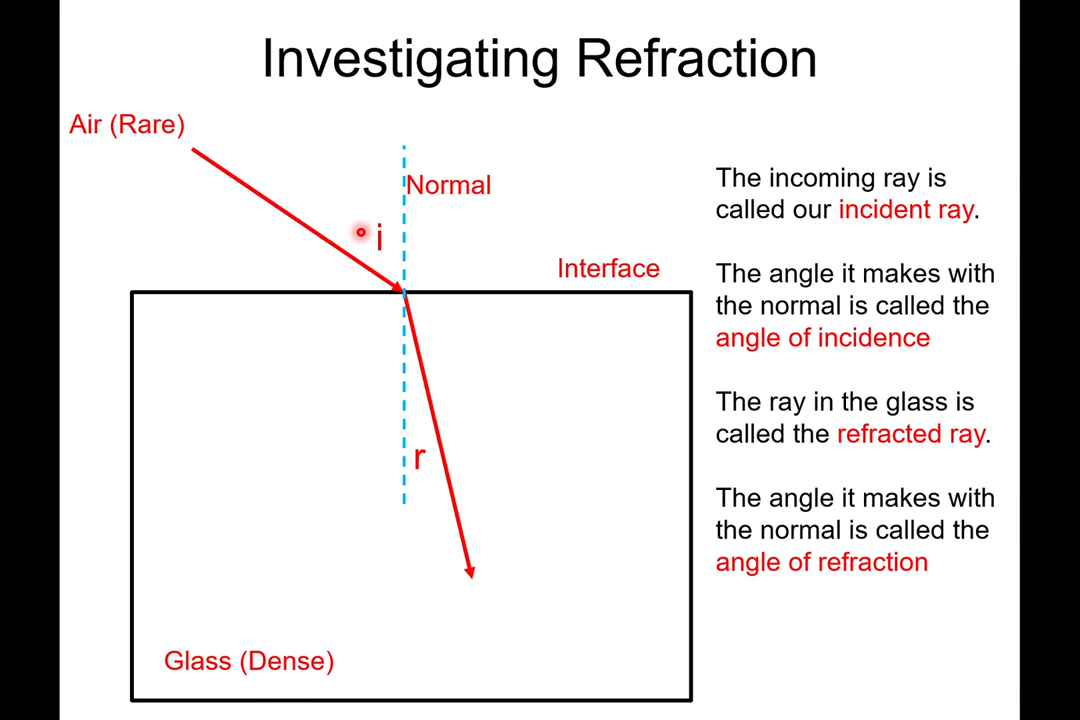 Investigating Refraction
Air (Rare)
Normal
i
Interface
r
Glass (Dense)
The incoming ray is
called our incident ray.
The angle it makes with
the normal is called the
angle of incidence
The ray in the glass is
called the refracted ray.
The angle it makes with
the normal is called the
angle of refraction